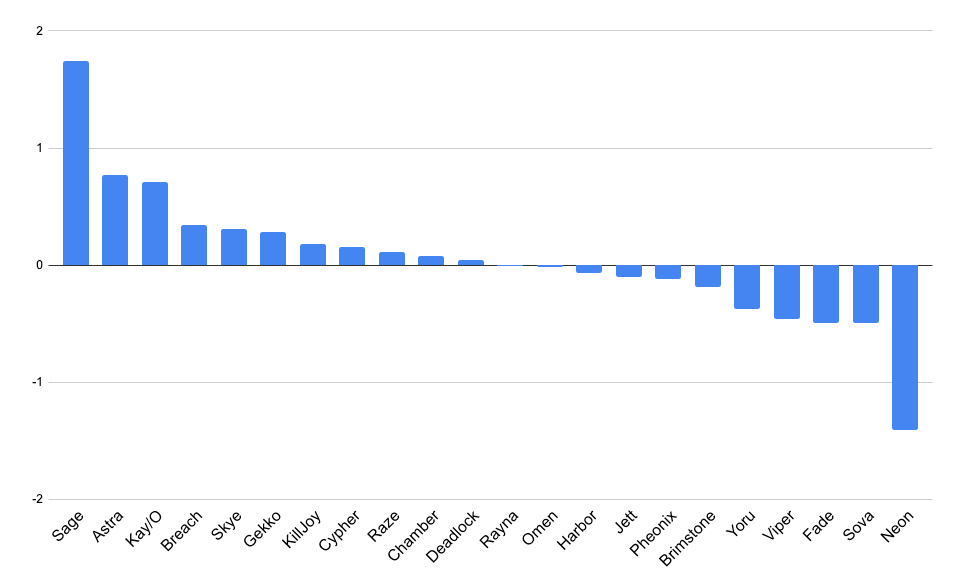 2
1
0
-1
-2
Sage
Astra
Kay/O
Breach
Skye
Gekko
KillJoy
Cypher
Raze
Chamber
Deadlock
Rayna
Omen
Harbor
Jett
Pheonix
Brimstone
Yoru
Viper
Fade
Sova
Neon